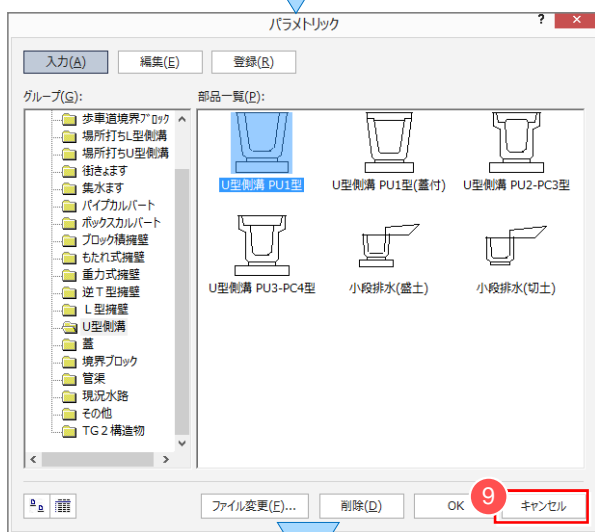 パラメトリック
?
×
入力(A)
編集(E)
登録(R)
グループ(G):
部品一覧(P):
歩車道境界ブロック
場所打ちL型側溝
場所打ちU型側溝
街きょます
集水ます
パイプカルバート
ボックスカルバート
ブロック積擁壁
もたれ式擁壁
重力式擁壁
逆T型擁壁
L型擁壁
U型側溝
蓋
境界ブロック
管渠
現況水路
その他
TG2構造物
U型側溝 PU1型
U型側溝 PU1型(蓋付)
U型側溝 PU2-PC3型
U型側溝 PU3-PC4型
小段排水(盛土)
小段排水(切土)
ファイル変更(F)...
削除(D)
OK
9
キャンセル